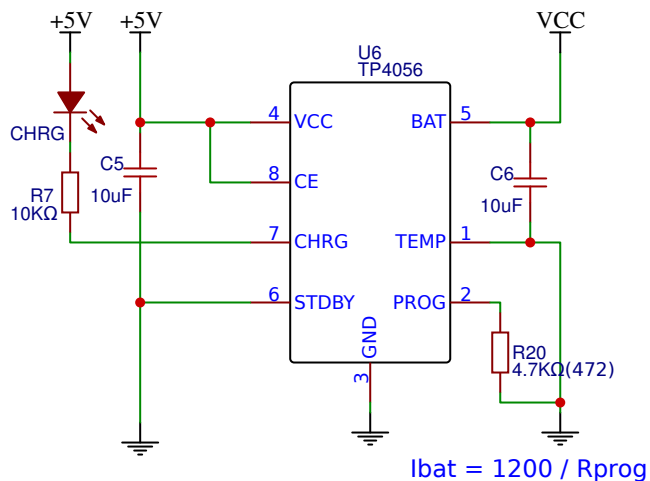 +5V
+5V
VCC
U6
TP4056
4
VCC
BAT
5
CHRG
C5
10uF
8
CE
C6
10uF
R7
10KΩ
7
CHRG
TEMP
1
6
STDBY
PROG
2
GND
3
R20
4.7KΩ(472)
Ibat = 1200 / Rprog